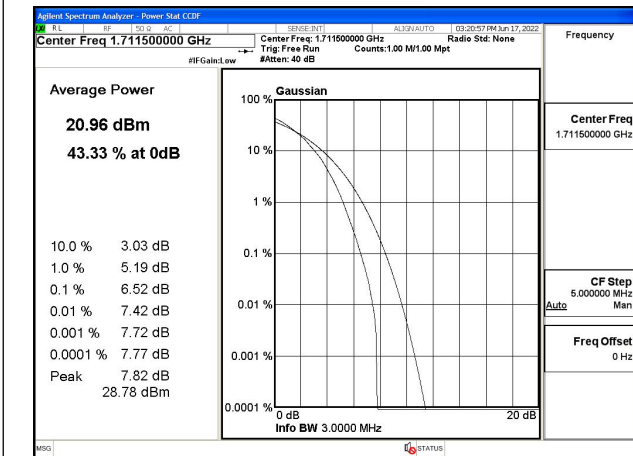 Agilent Spectrum Analyzer - Power Stat CCDF
RL RF 50 Ω AC SENSE:INT ALIGN AUTO 03:20:57 PM Jun 17, 2022
Center Freq 1.711500000 GHz
Center Freq: 1.711500000 GHz Radio Std: None
Trig: Free Run Counts:1.00 M/1.00 Mpt
#IFGain:Low #Atten: 40 dB
Frequency
Center Freq
1.711500000 GHz
CF Step
5.000000 MHz
Auto Man
Freq Offset
0 Hz
Average Power
20.96 dBm
43.33 % at 0dB
10.0 % 3.03 dB
1.0 % 5.19 dB
0.1 % 6.52 dB
0.01 % 7.42 dB
0.001 % 7.72 dB
0.0001 % 7.77 dB
Peak 7.82 dB
28.78 dBm
Gaussian
100 %
10 %
1 %
0.1 %
0.01 %
0.001 %
0.0001 %
0 dB 20 dB
Info BW 3.0000 MHz
MSG STATUS